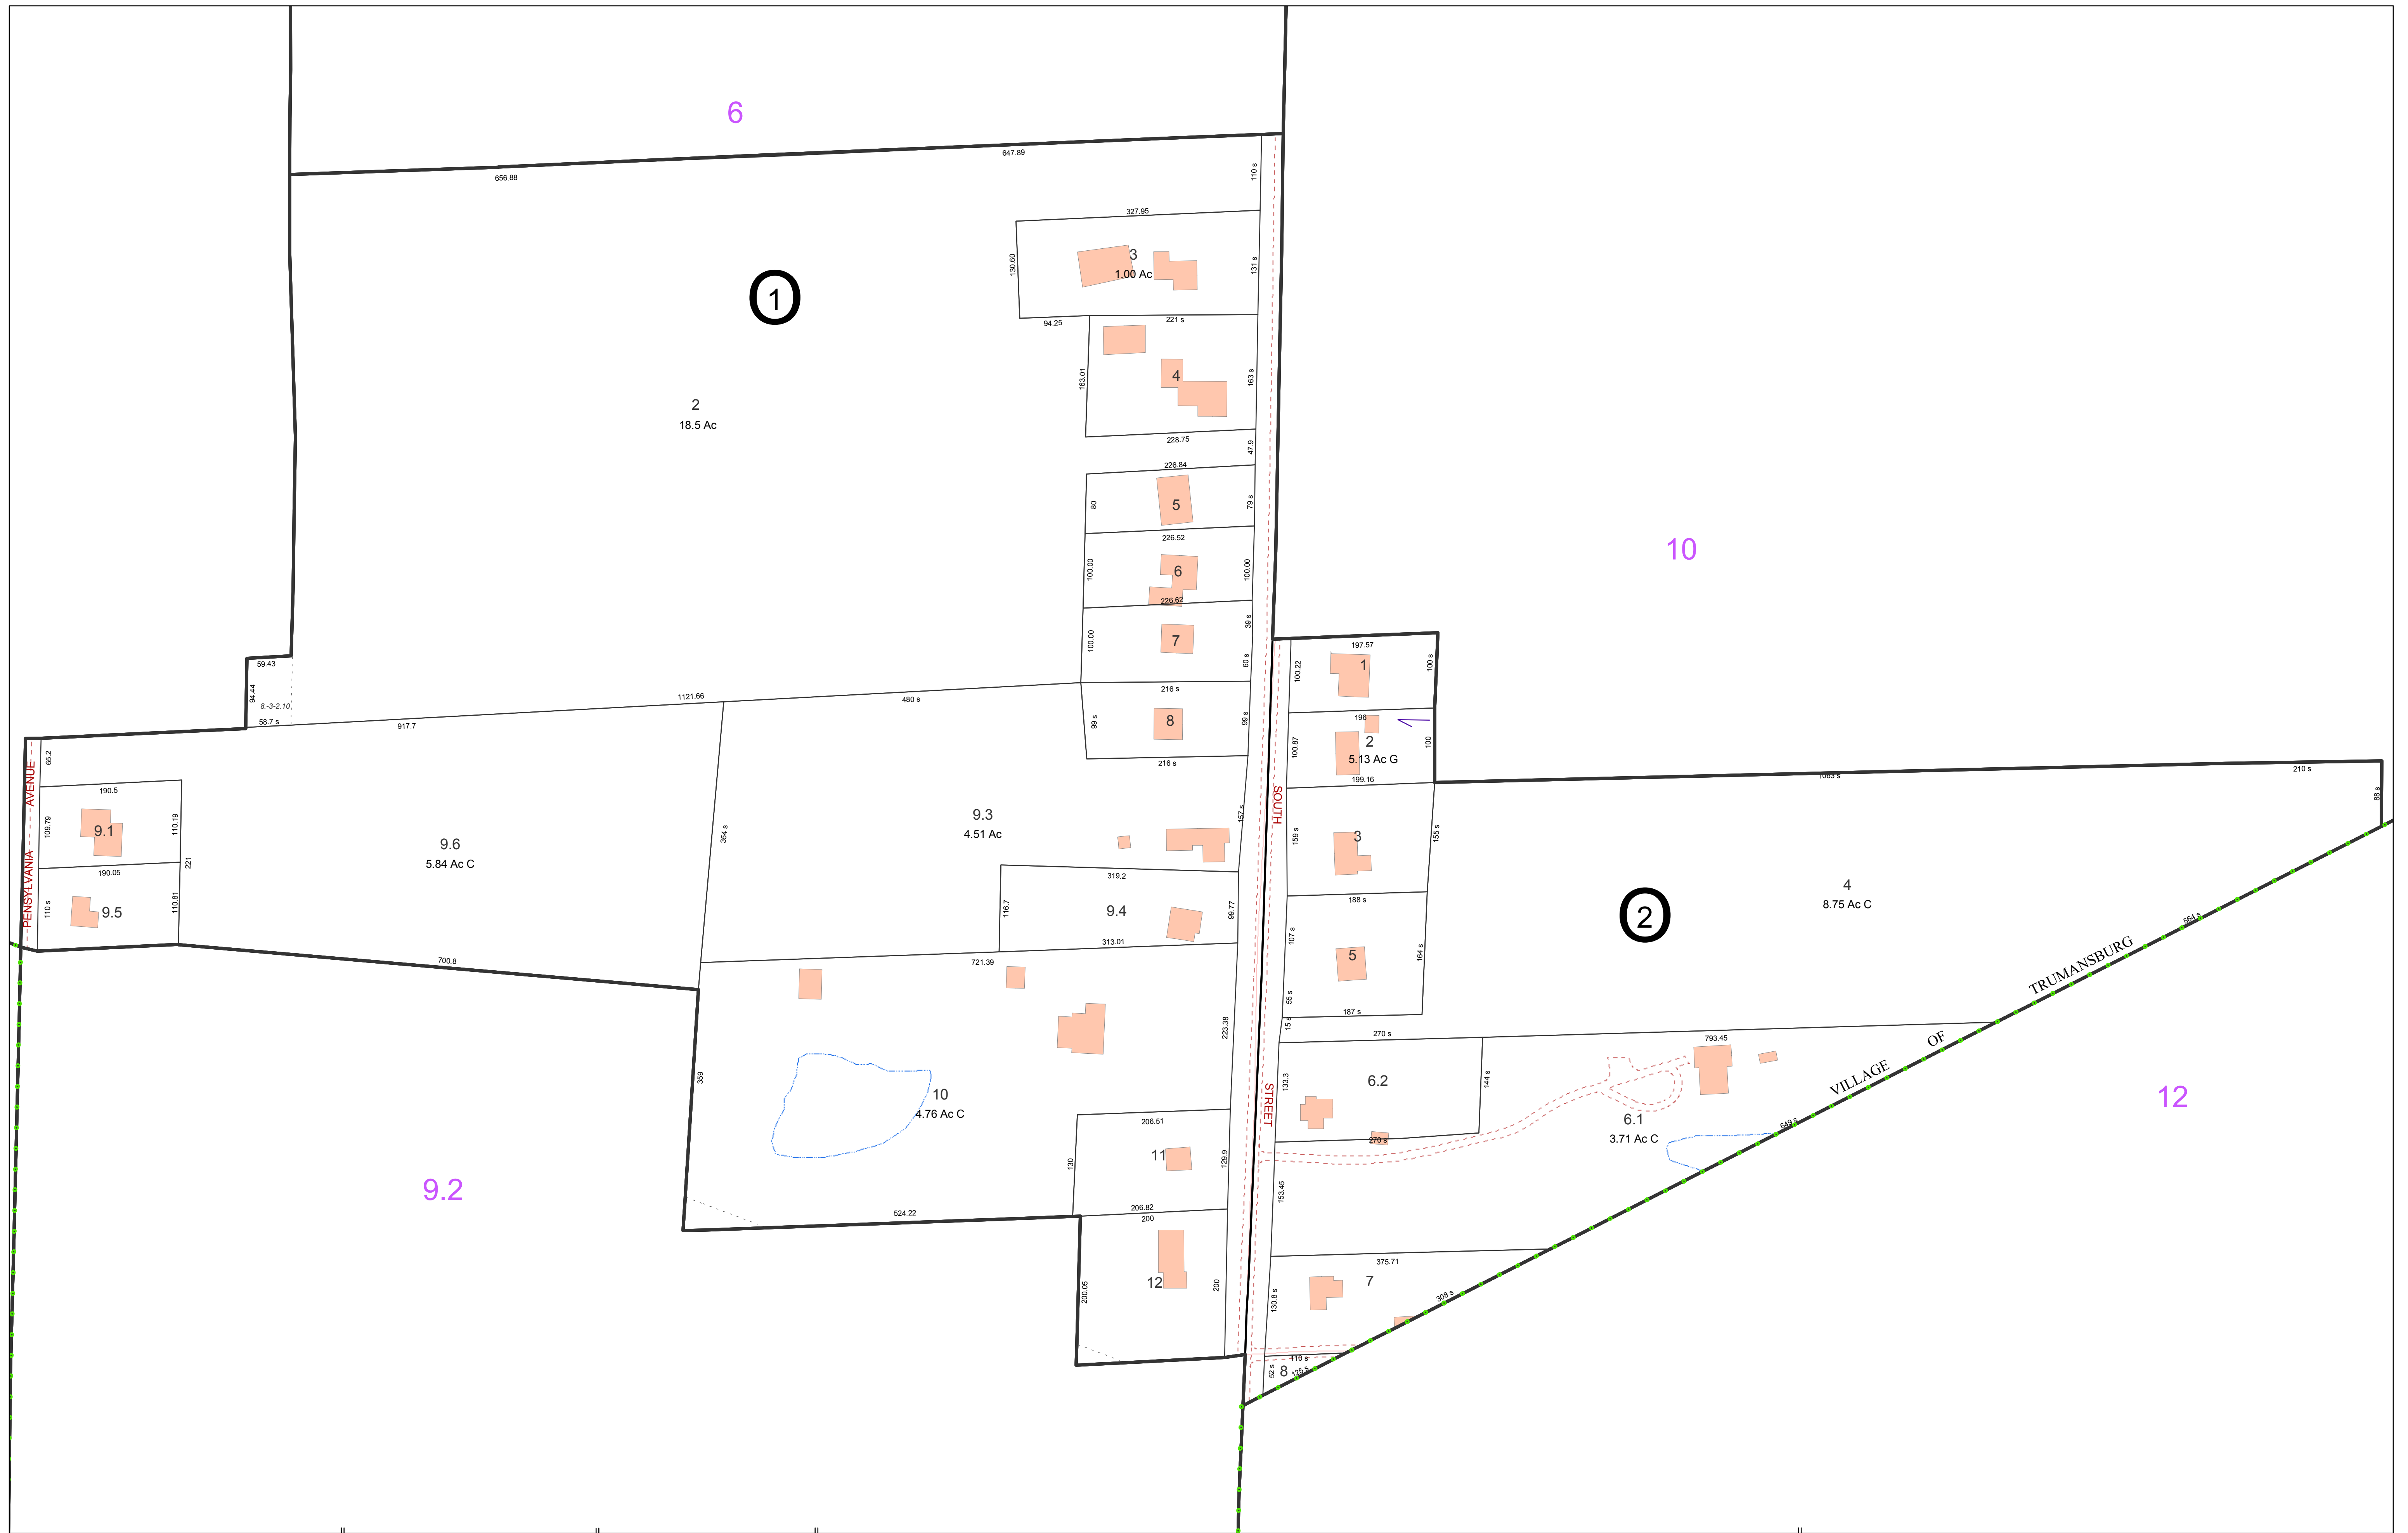 6
647.89
656.88
110 s
327.95
130.60
3
1.00 Ac
131 s
94.25
221 s
1
2
18.5 Ac
163.01
4
163 s
228.75
47.9
226.84
80
5
79 s
226.52
100.00
6
100.00
226.62
100.00
7
39 s
60 s
10
59.43
94.44
8.-3-2.10
58.7 s
917.7
1121.66
480 s
216 s
99 s
8
99 s
216 s
197.57
100.22
1
100 s
196
100.87
2
5.13 Ac G
100
199.16
1063 s
210 s
88 s
PENSYLVANIA AVENUE
65.2
190.5
109.79
9.1
110.19
221
190.05
110 s
9.5
110.81
9.6
5.84 Ac C
700.8
354 s
9.3
4.51 Ac
157 s
319.2
116.7
9.4
99.77
313.01
721.39
SOUTH STREET
159 s
3
155 s
188 s
107 s
5
164 s
55 s
187 s
15 s
2
4
8.75 Ac C
564 s
VILLAGE OF TRUMANSBURG
270 s
793.45
133.3
6.2
144 s
270 s
6.1
3.71 Ac C
649 s
12
359
10
4.76 Ac C
223.38
206.51
130
11
129.9
206.82
200
524.22
9.2
200.05
12
200
153.45
375.71
130.8 s
7
308 s
110 s
52 s
8
125 s